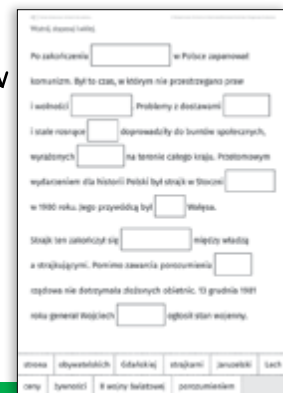 w
Wytnij, dopasuj i wklej.
Po zakończeniu w Polsce zapanował
komunizm. Był to czas, w którym nie przestrzegano praw
i wolności . Problemy z dostawami
i stale rosnące doprowadziły do buntów społecznych,
wyrażonych na terenie całego kraju. Przełomowym
wydarzeniem dla historii Polski był strajk w Stoczni
w 1980 roku. Jego przywódcą był Wałęsa.
Strajk ten zakończył się między władzą
a strajkującymi. Pomimo zawarcia porozumienia
rządowa nie dotrzymała złożonych obietnic. 13 grudnia 1981
roku generał Wojciech ogłosił stan wojenny.
strona obywatelskich Gdańskiej strajkami Jaruzelski Lech
ceny żywności II wojny światowej porozumieniem